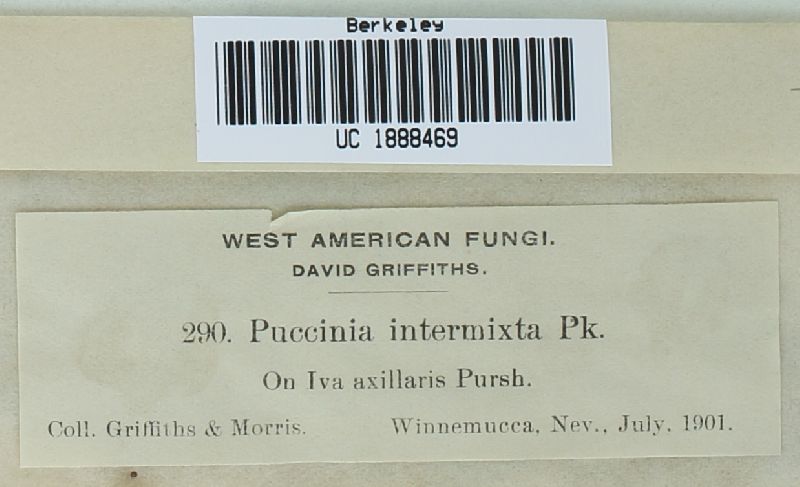 Berkeley
UC 1888469
WEST AMERICAN FUNGI.
DAVID GRIFFITHS.
290. Puccinia intermixta Pk.
On Iva axillaris Pursh.
Coll. Griffiths & Morris. Winnemucca, Nev., July, 1901.